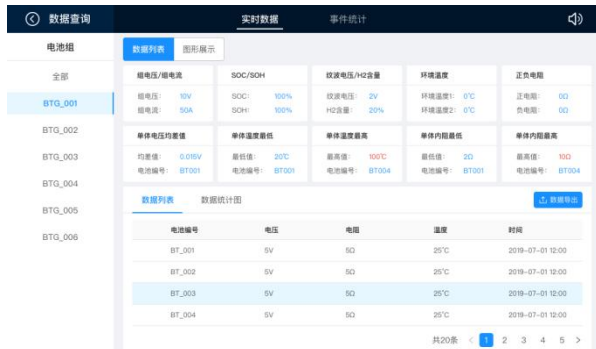 数据查询 实时数据 事件统计
电池组
全部
BTG_001
BTG_002
BTG_003
BTG_004
BTG_005
BTG_006
数据列表 图形展示
组电压/组电流 SOC/SOH 纹波电压/H2含量 环境温度 正负电阻
组电压： 10V SOC： 100% 纹波电压： 2V 环境温度1： 0℃ 正电阻： 0Ω
组电流： 50A SOH： 100% H2含量： 20% 环境温度2： 0℃ 负电阻： 0Ω
单体电压均差值 单体温度最低 单体温度最高 单体内阻最低 单体内阻最高
均差值： 0.015V 最低值： 20℃ 最高值： 100℃ 最低值： 2Ω 最高值： 10Ω
电池编号： BT001 电池编号： BT001 电池编号： BT004 电池编号： BT001 电池编号： BT004
数据列表 数据统计图 数据导出
电池编号 电压 电阻 温度 时间
BT_001 5V 5Ω 25℃ 2019-07-01 12:00
BT_002 5V 5Ω 25℃ 2019-07-01 12:00
BT_003 5V 5Ω 25℃ 2019-07-01 12:00
BT_004 5V 5Ω 25℃ 2019-07-01 12:00
共20条 < 1 2 3 4 5 >